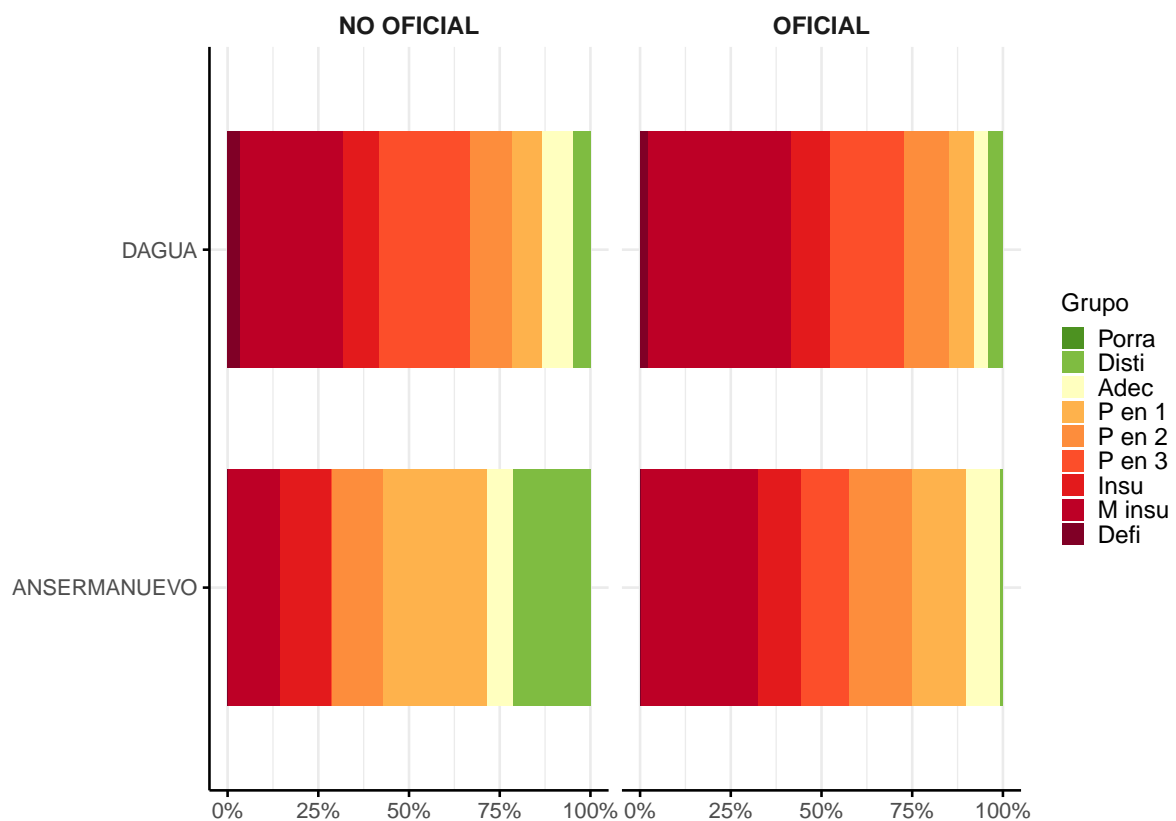 NO OFICIAL OFICIAL
DAGUA
ANSERMANUEVO
0% 25% 50% 75% 100% 0% 25% 50% 75% 100%
Grupo
Porra
Disti
Adec
P en 1
P en 2
P en 3
Insu
M insu
Defi